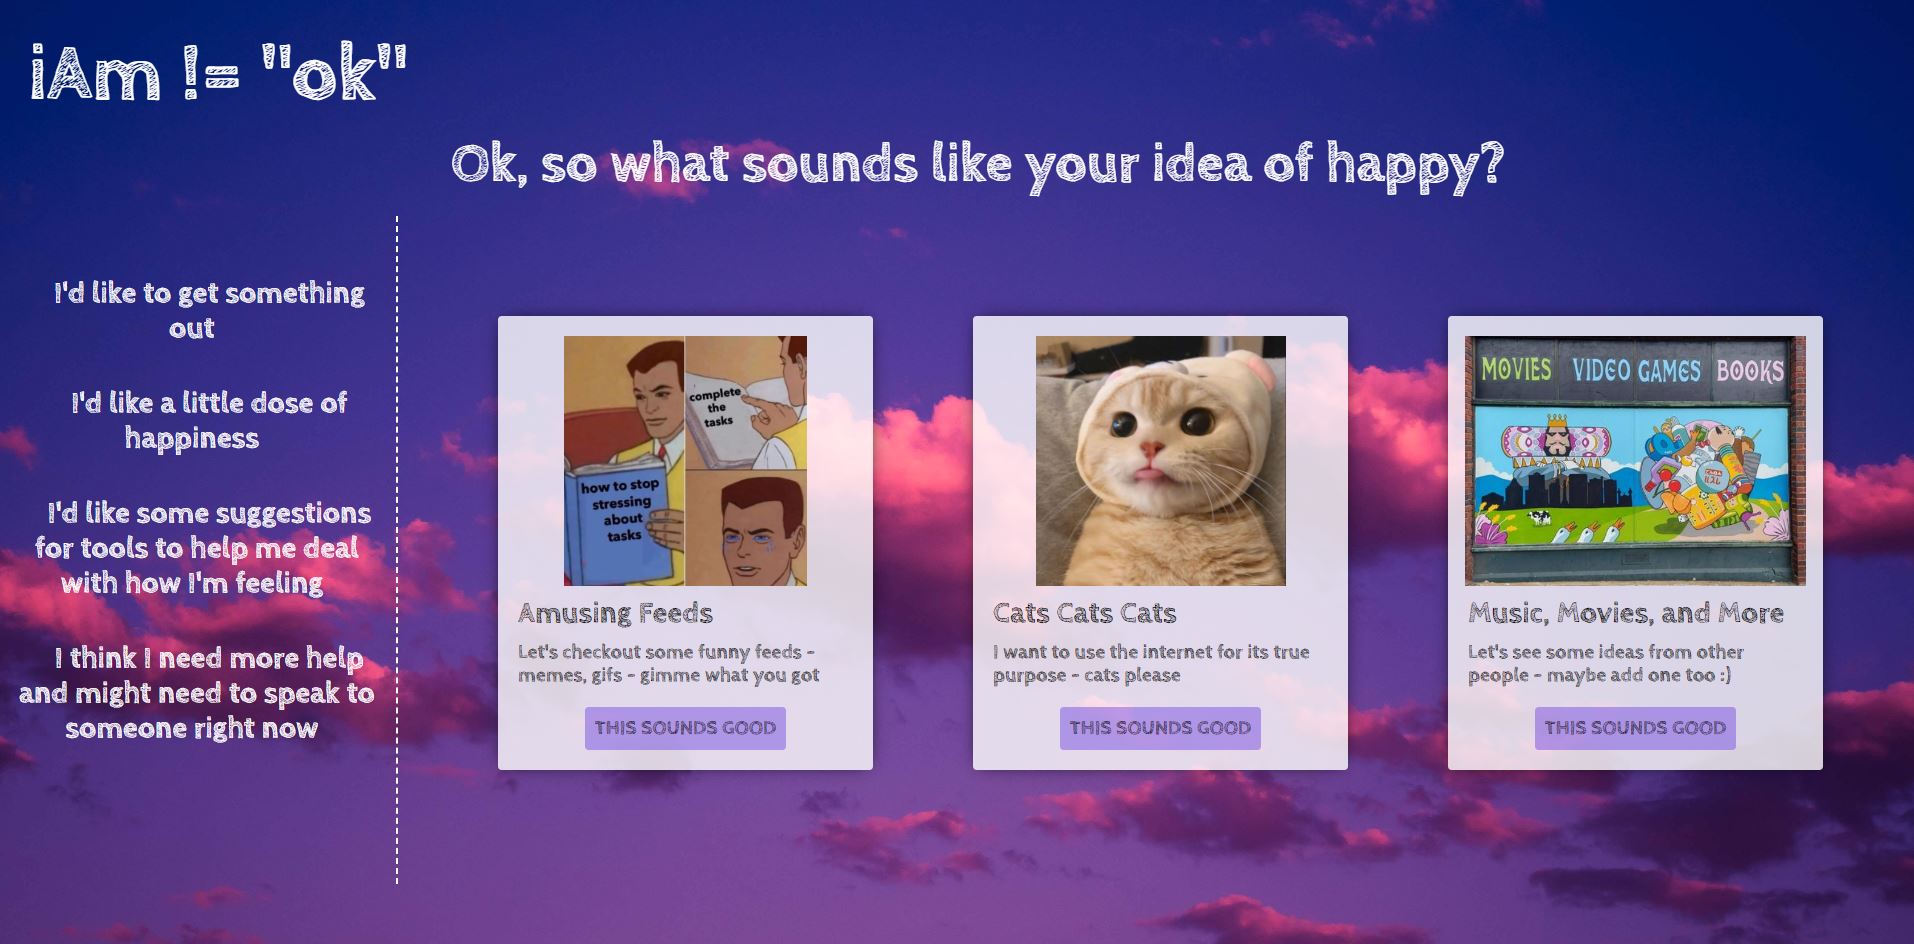 iAm != "ok"
Ok, so what sounds like your idea of happy?
I'd like to get something
out
I'd like a little dose of
happiness
I'd like some suggestions
for tools to help me deal
with how I'm feeling
I think I need more help
and might need to speak to
someone right now
complete
the
tasks
how to stop
stressing
about
tasks
Amusing Feeds
Let's checkout some funny feeds -
memes, gifs - gimme what you got
THIS SOUNDS GOOD
Cats Cats Cats
I want to use the internet for its true
purpose - cats please
THIS SOUNDS GOOD
MOVIES VIDEO GAMES BOOKS
Music, Movies, and More
Let's see some ideas from other
people - maybe add one too :)
THIS SOUNDS GOOD